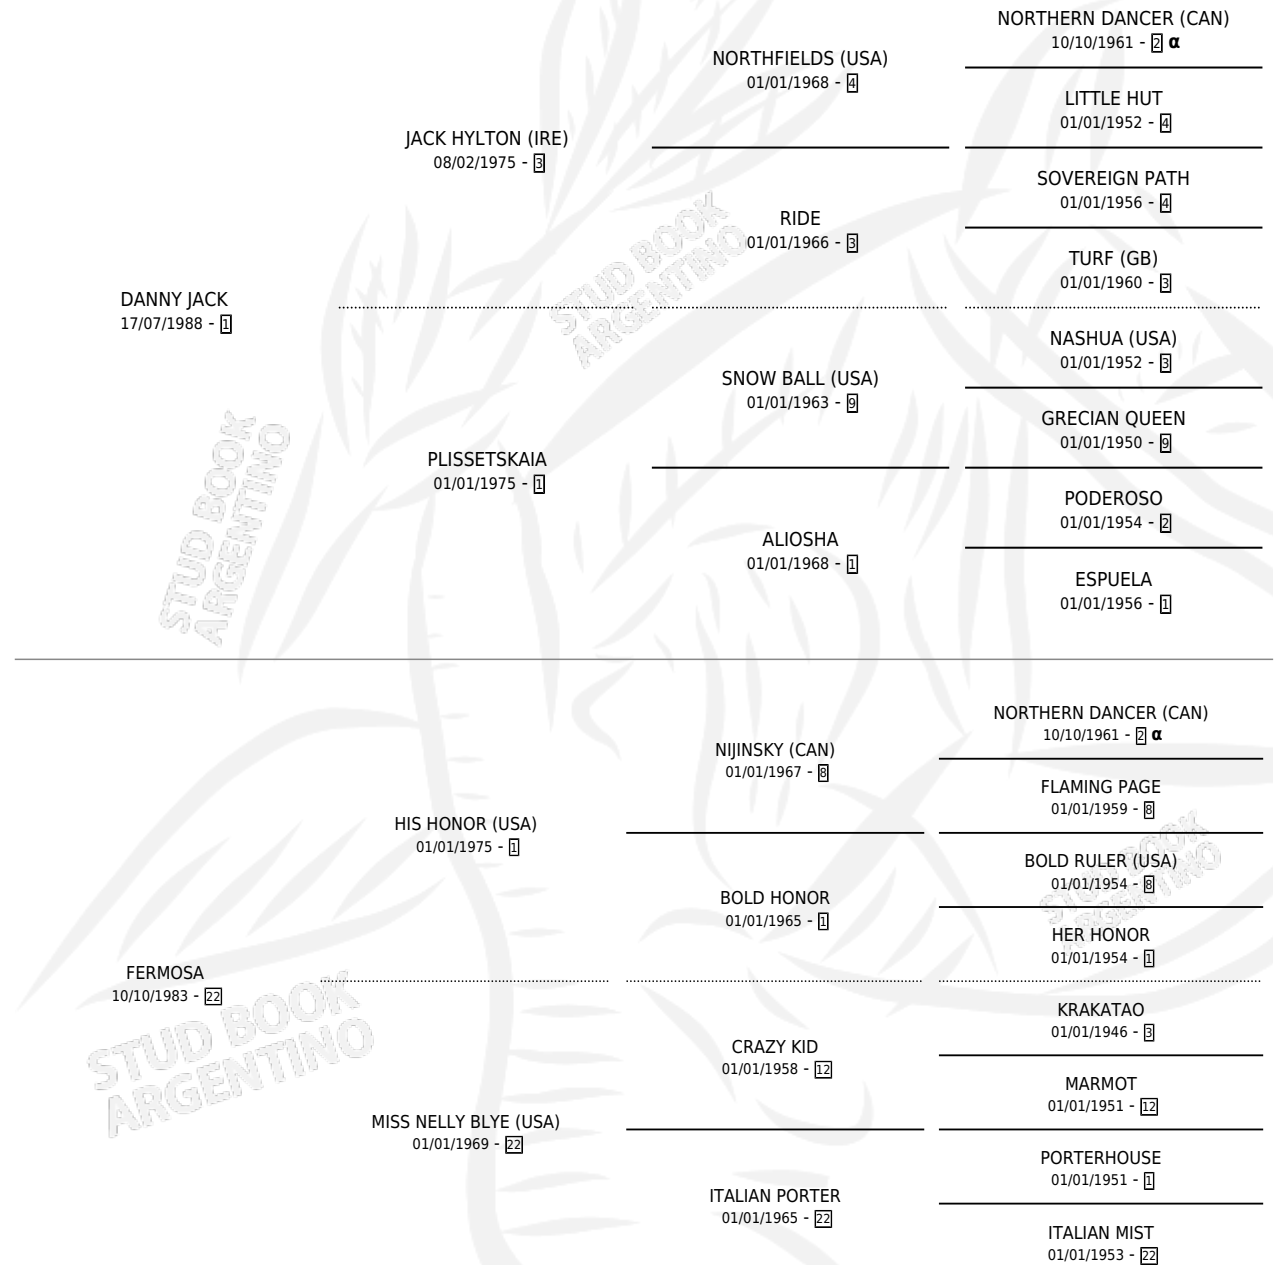 NORTHERN DANCER (CAN)
10/10/1961 - 2 α
NORTHFIELDS (USA)
01/01/1968 - 4
LITTLE HUT
01/01/1952 - 4
JACK HYLTON (IRE)
08/02/1975 - 3
SOVEREIGN PATH
01/01/1956 - 4
RIDE
01/01/1966 - 3
TURF (GB)
01/01/1960 - 3
DANNY JACK
17/07/1988 - 1
NASHUA (USA)
01/01/1952 - 3
SNOW BALL (USA)
01/01/1963 - 9
GRECIAN QUEEN
01/01/1950 - 9
PLISSETSKAIA
01/01/1975 - 1
PODEROSO
01/01/1954 - 2
ALIOSHA
01/01/1968 - 1
ESPUELA
01/01/1956 - 1
STUD BOOK
ARGENTINO
STUD BOOK
ARGENTINO
NORTHERN DANCER (CAN)
10/10/1961 - 2 α
NIJINSKY (CAN)
01/01/1967 - 8
FLAMING PAGE
01/01/1959 - 8
HIS HONOR (USA)
01/01/1975 - 1
BOLD RULER (USA)
01/01/1954 - 8
BOLD HONOR
01/01/1965 - 1
HER HONOR
01/01/1954 - 1
FERMOSA
10/10/1983 - 22
KRAKATAO
01/01/1946 - 3
CRAZY KID
01/01/1958 - 12
MARMOT
01/01/1951 - 12
MISS NELLY BLYE (USA)
01/01/1969 - 22
PORTERHOUSE
01/01/1951 - 1
ITALIAN PORTER
01/01/1965 - 22
ITALIAN MIST
01/01/1953 - 22
STUD BOOK
ARGENTINO
STUD BOOK
ARGENTINO